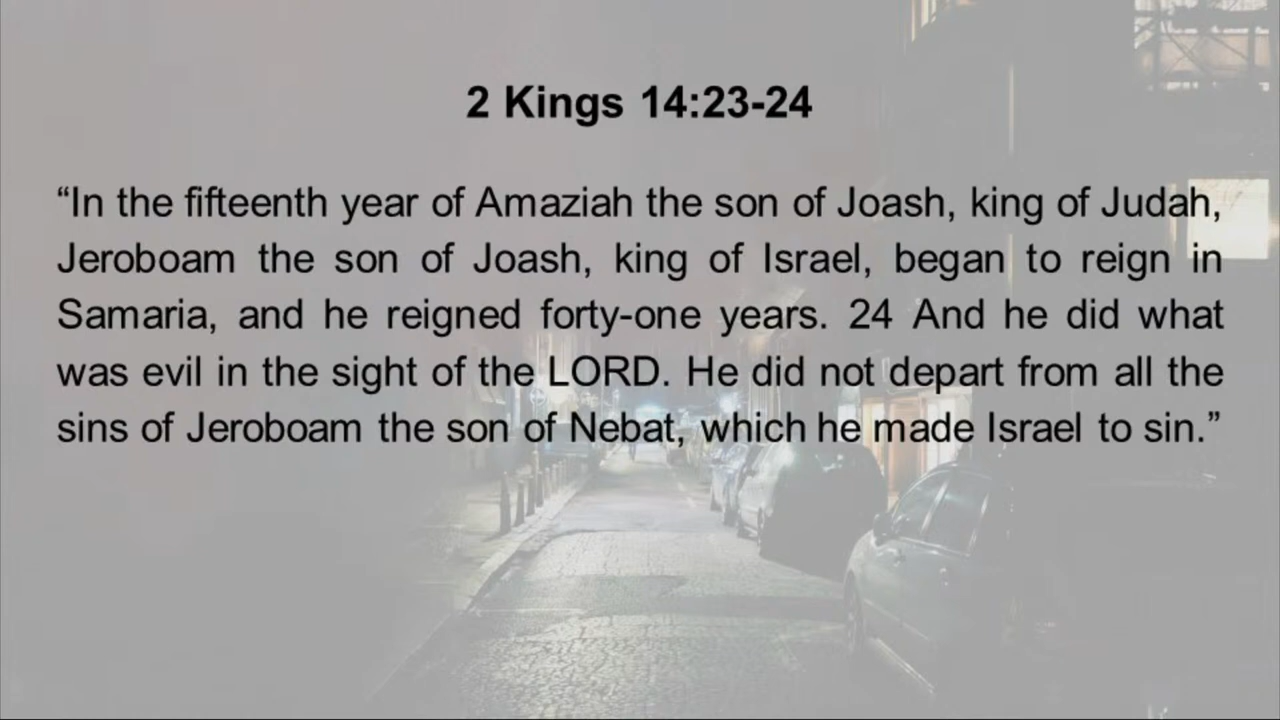 2 Kings 14:23-24
“In the fifteenth year of Amaziah the son of Joash, king of Judah,
Jeroboam the son of Joash, king of Israel, began to reign in
Samaria, and he reigned forty-one years. 24 And he did what
was evil in the sight of the LORD. He did not depart from all the
sins of Jeroboam the son of Nebat, which he made Israel to sin.”